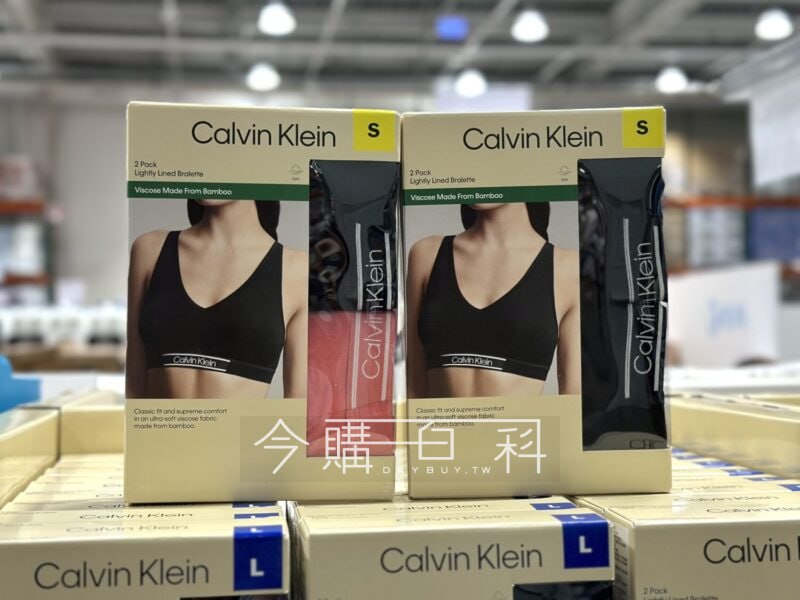 Calvin Klein
S
2 Pack
Lightly Lined Bralette
Viscose Made From Bamboo
Calvin Klein
Calvin Klein
Classic fit and supreme comfort
in an ultra-soft viscose fabric
made from bamboo.
Calvin Klein
S
2 Pack
Lightly Lined Bralette
Viscose Made From Bamboo
Calvin Klein
Calvin Klein
Classic fit and supreme comfort
in an ultra-soft viscose fabric
made from bamboo.
今購百科
DAYBUY.TW
Calvin Klein
L
Calvin Klein
L
Calvin Klein
2 Pack
Lightly Lined Bralette